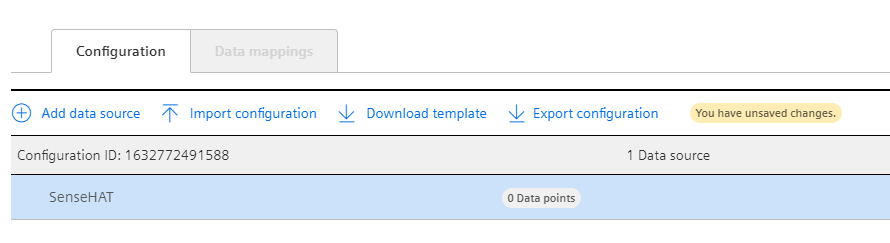 Configuration
Data mappings
Add data source
Import configuration
Download template
Export configuration
You have unsaved changes.
Configuration ID: 1632772491588
1 Data source
SenseHAT
0 Data points